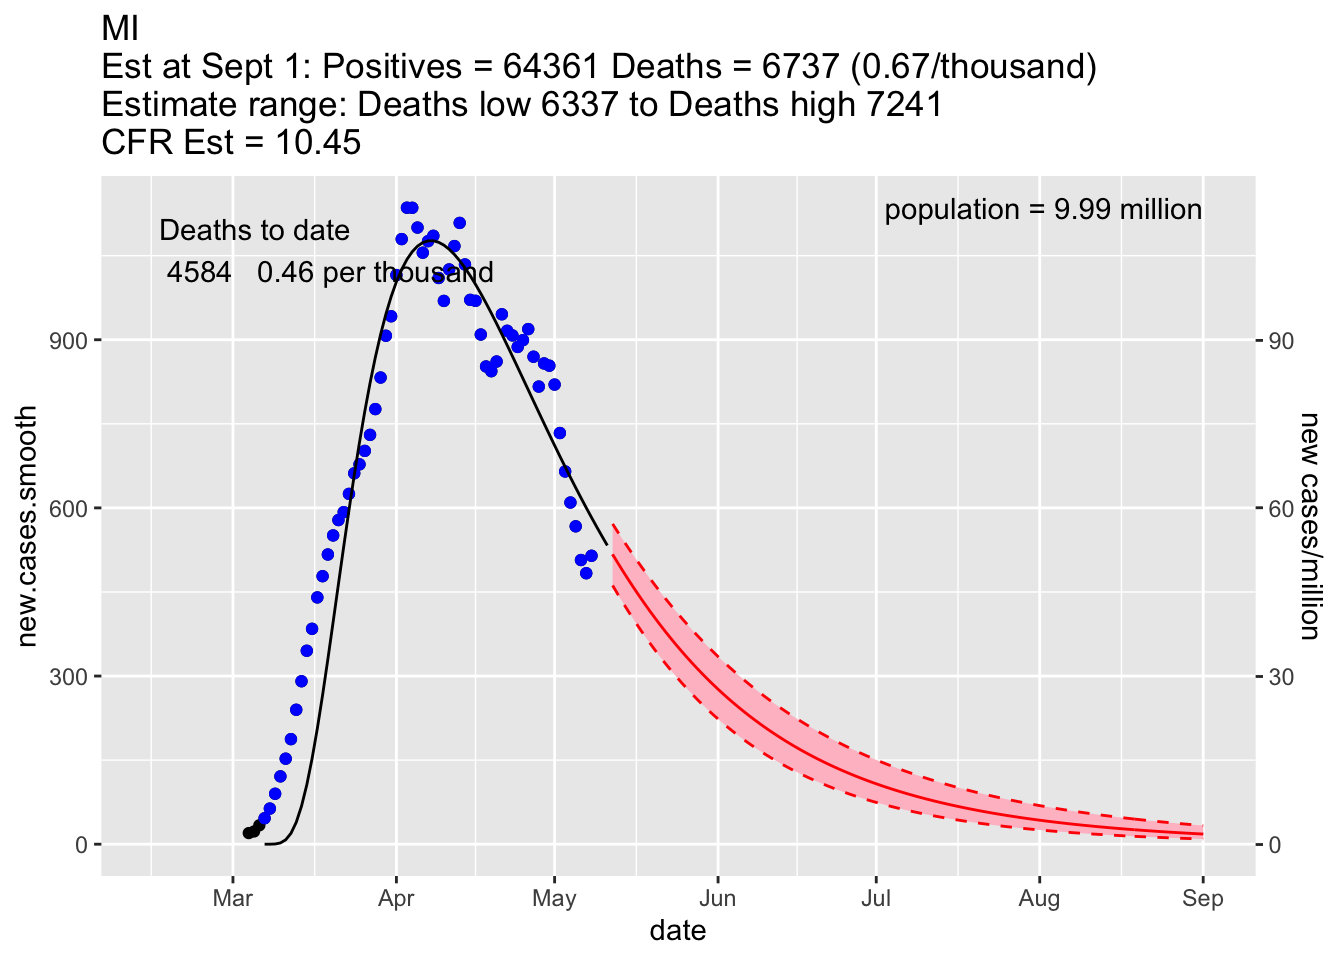 MI
Est at Sept 1: Positives = 64361 Deaths = 6737 (0.67/thousand)
Estimate range: Deaths low 6337 to Deaths high 7241
CFR Est = 10.45
Deaths to date
4584 0.46 per thousand
population = 9.99 million
new.cases.smooth
900
600
300
0
90
60
30
0
new cases/million
Mar Apr May Jun Jul Aug Sep
date